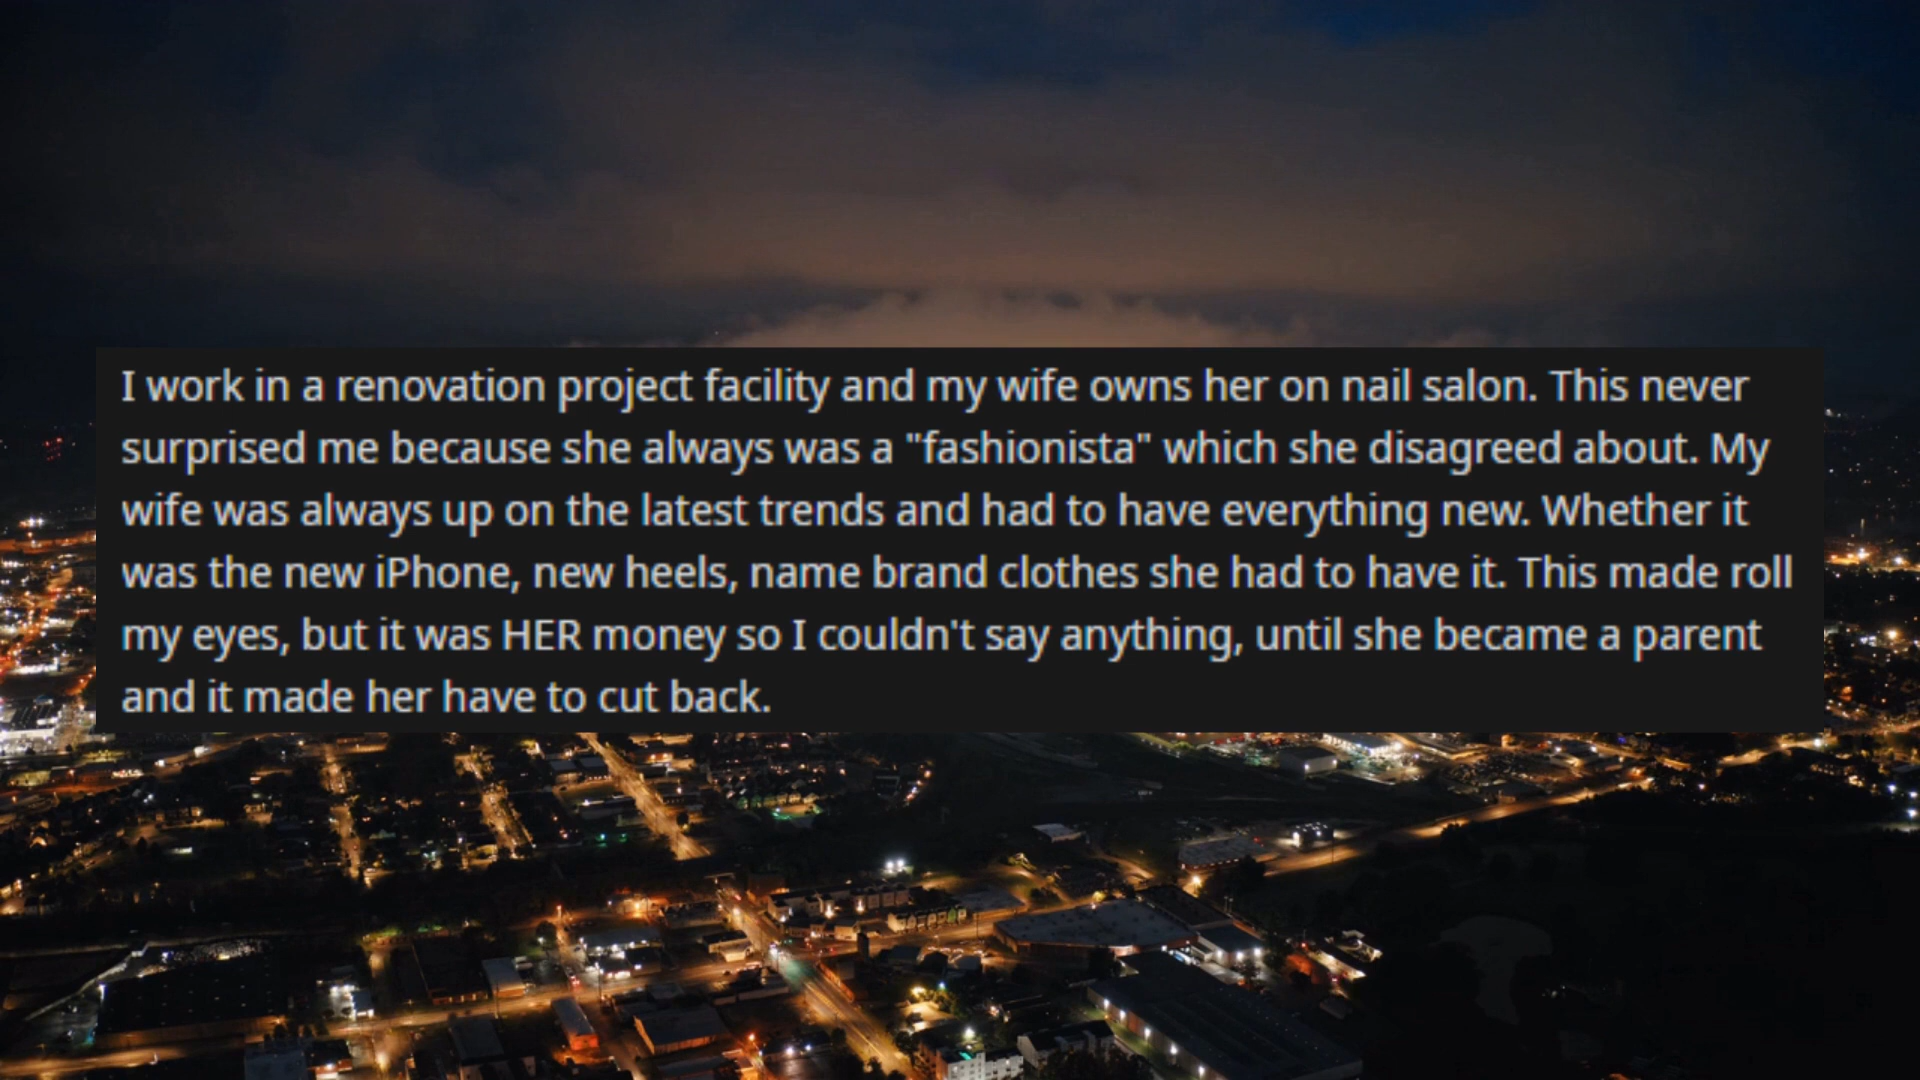 I work in a renovation project facility and my wife owns her on nail salon. This never
surprised me because she always was a "fashionista" which she disagreed about. My
wife was always up on the latest trends and had to have everything new. Whether it
was the new iPhone, new heels, name brand clothes she had to have it. This made roll
my eyes, but it was HER money so I couldn't say anything, until she became a parent
and it made her have to cut back.